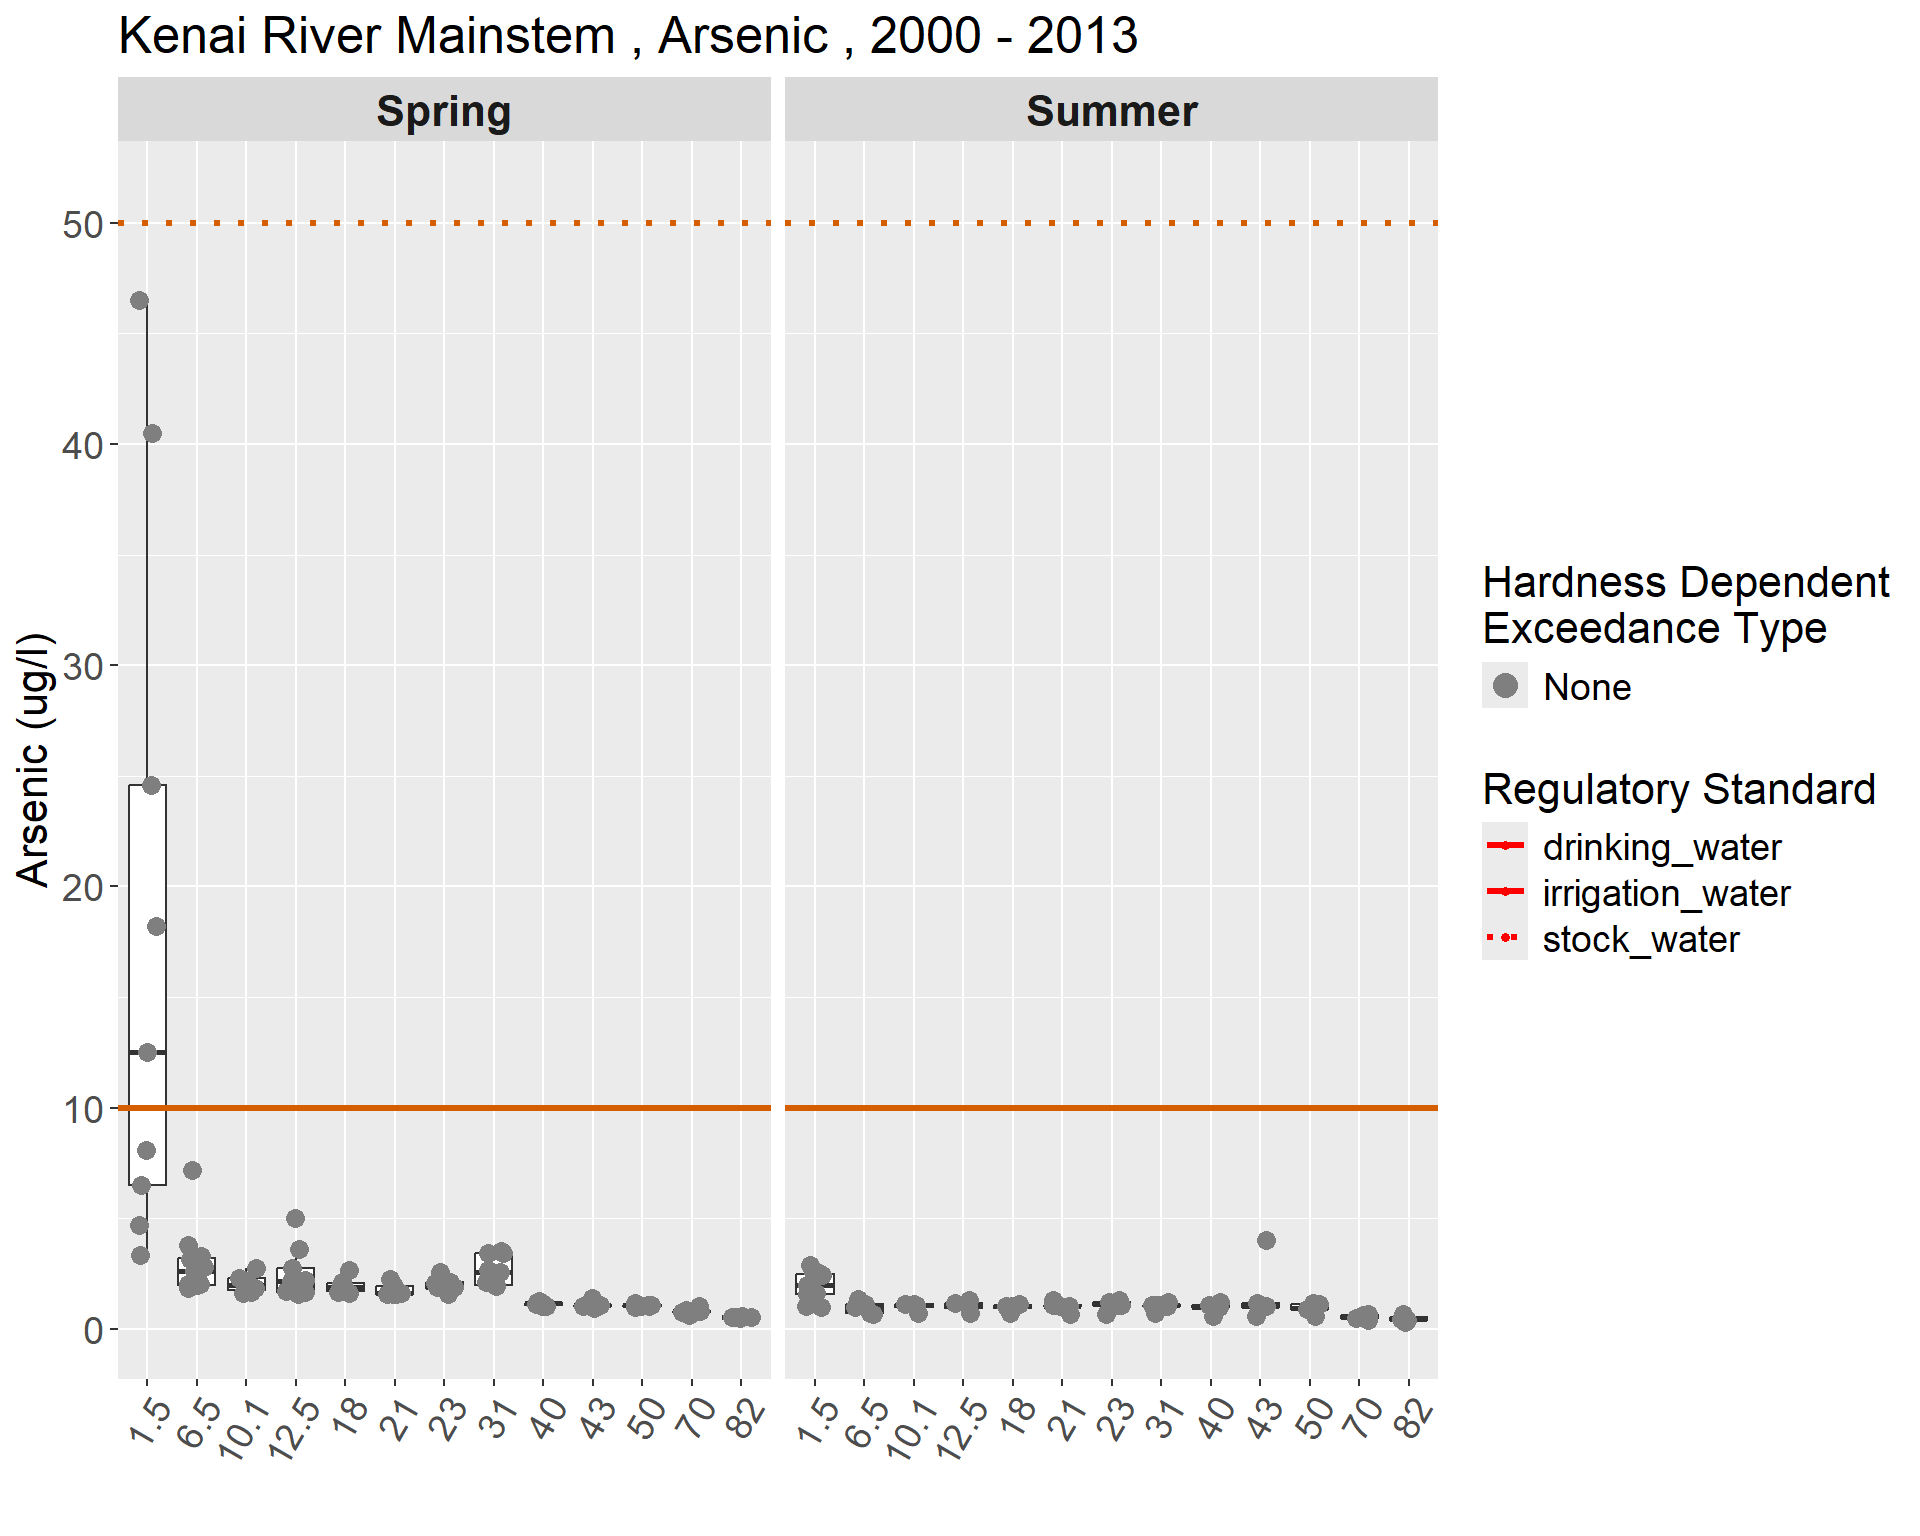 Kenai River Mainstem , Arsenic , 2000 - 2013
Spring
Summer
Arsenic (ug/l)
50
40
30
20
10
0
1.5 6.5 10.1 12.5 18 21 23 31 40 43 50 70 82
1.5 6.5 10.1 12.5 18 21 23 31 40 43 50 70 82
Hardness Dependent
Exceedance Type
None
Regulatory Standard
drinking_water
irrigation_water
stock_water